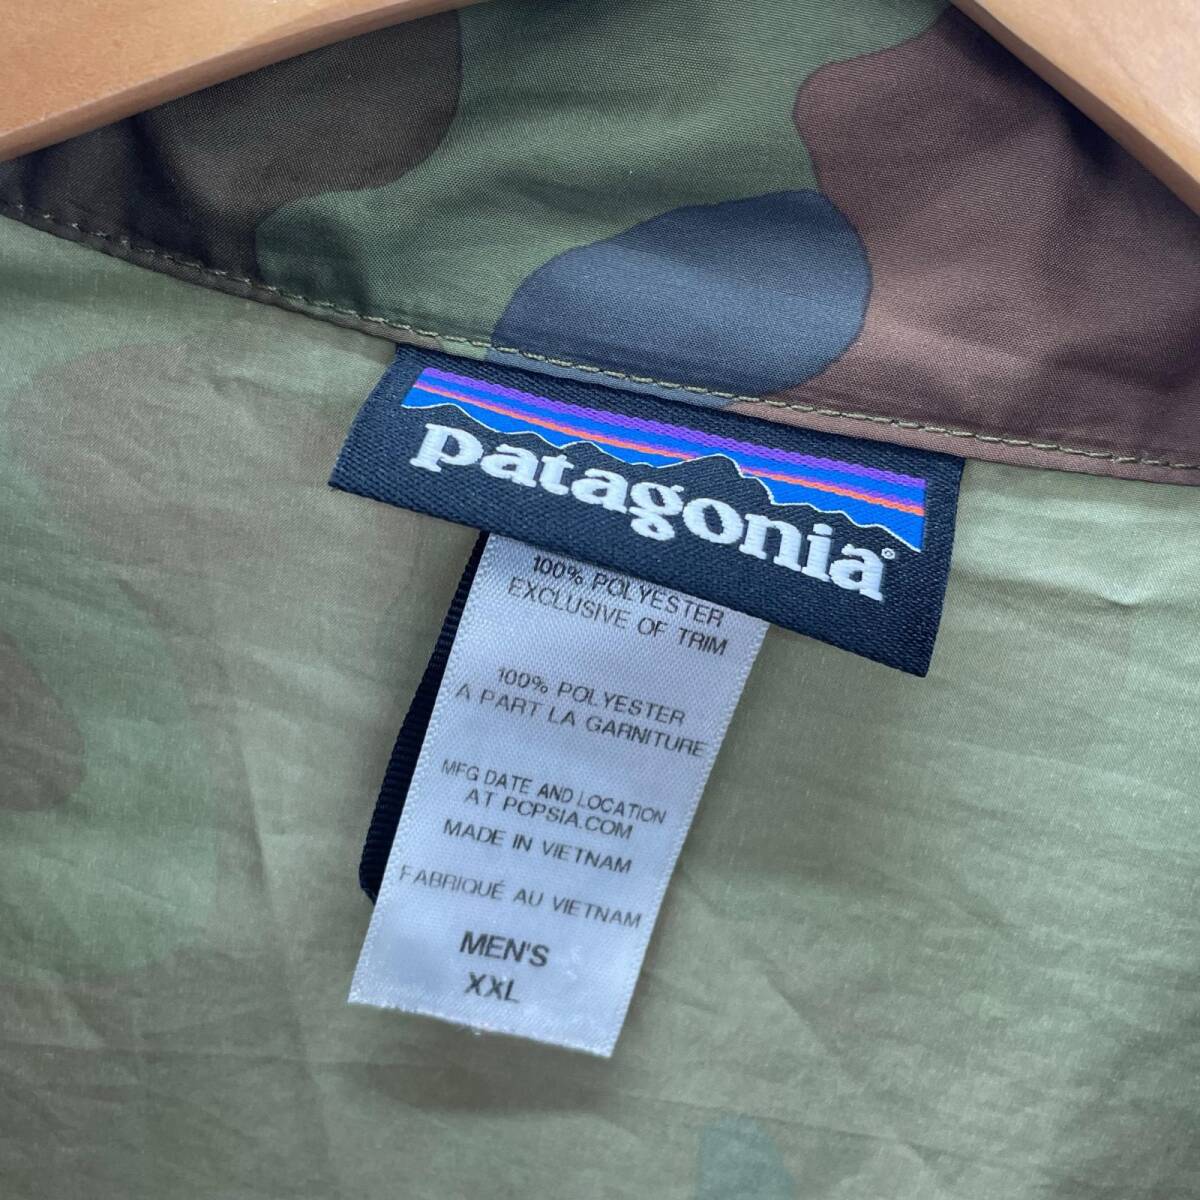 patagonia®
100% POLYESTER
EXCLUSIVE OF TRIM
100% POLYESTER
A PART LA GARNITURE
MFG DATE AND LOCATION
AT PCPSIA.COM
MADE IN VIETNAM
FABRIQUÉ AU VIETNAM
MEN'S
XXL